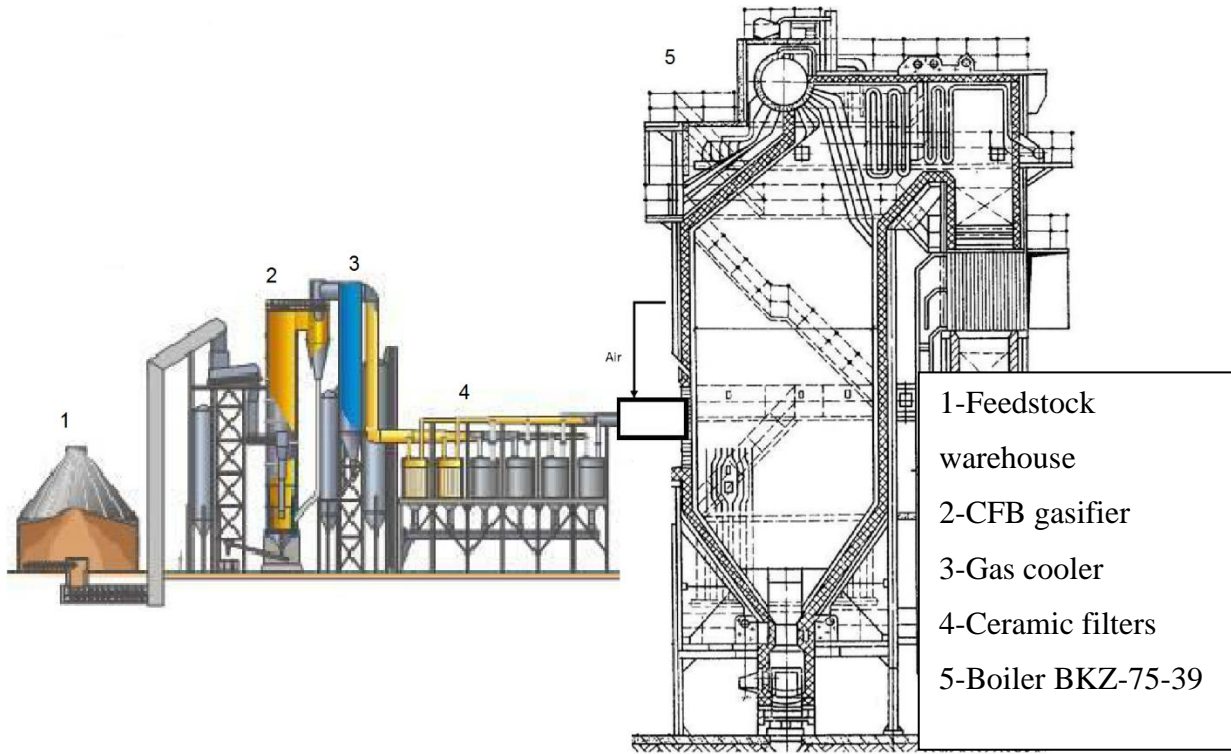 5
3
2
Air
4
1
1-Feedstock
warehouse
2-CFB gasifier
3-Gas cooler
4-Ceramic filters
5-Boiler BKZ-75-39